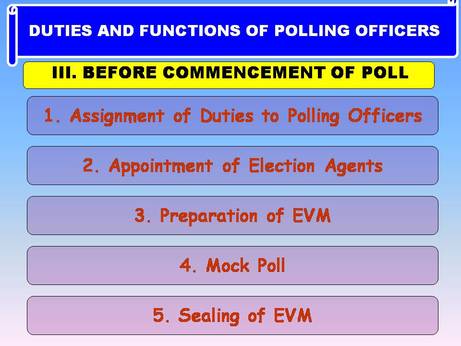 DUTIES AND FUNCTIONS OF POLLING OFFICERS
III. BEFORE COMMENCEMENT OF POLL
1. Assignment of Duties to Polling Officers
2. Appointment of Election Agents
3. Preparation of EVM
4. Mock Poll
5. Sealing of EVM